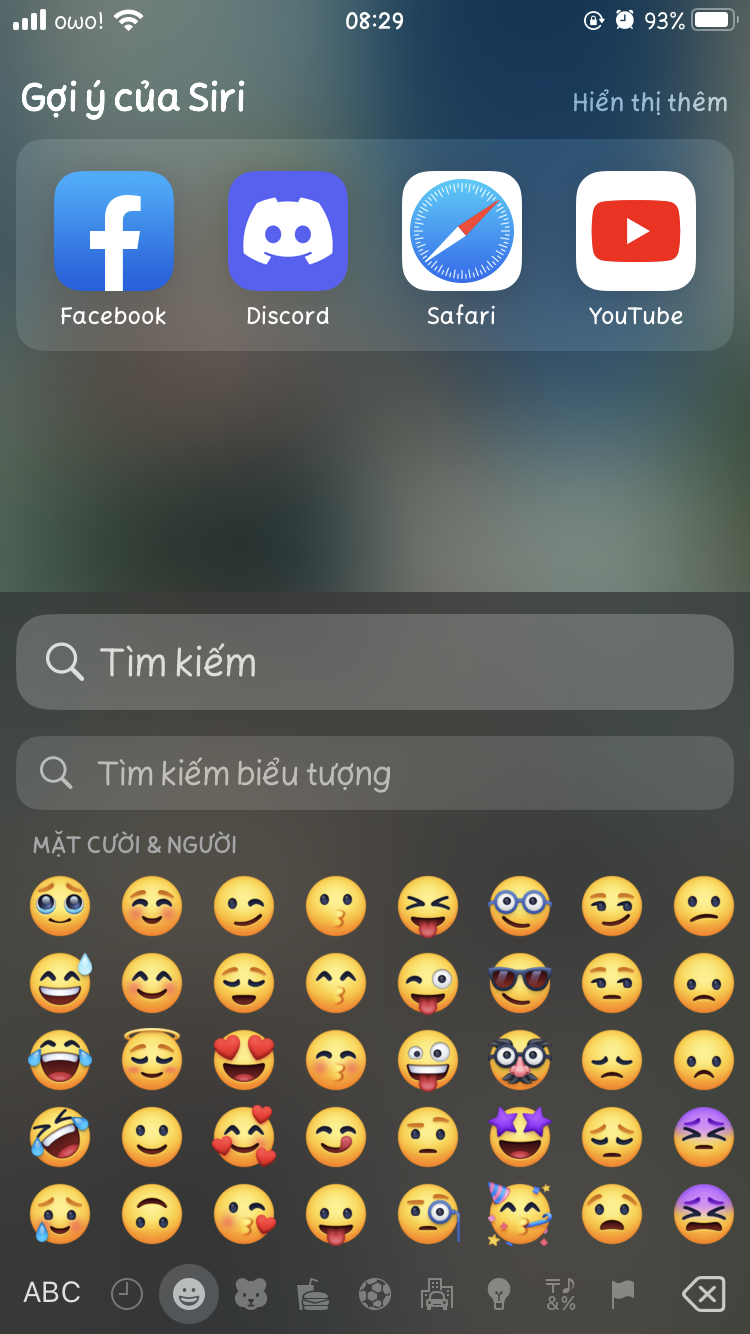 owo! 08:29 93%
Gợi ý của Siri Hiển thị thêm
Facebook Discord Safari YouTube
Tìm kiếm
Tìm kiếm biểu tượng
MẶT CƯỜI & NGƯỜI
ABC